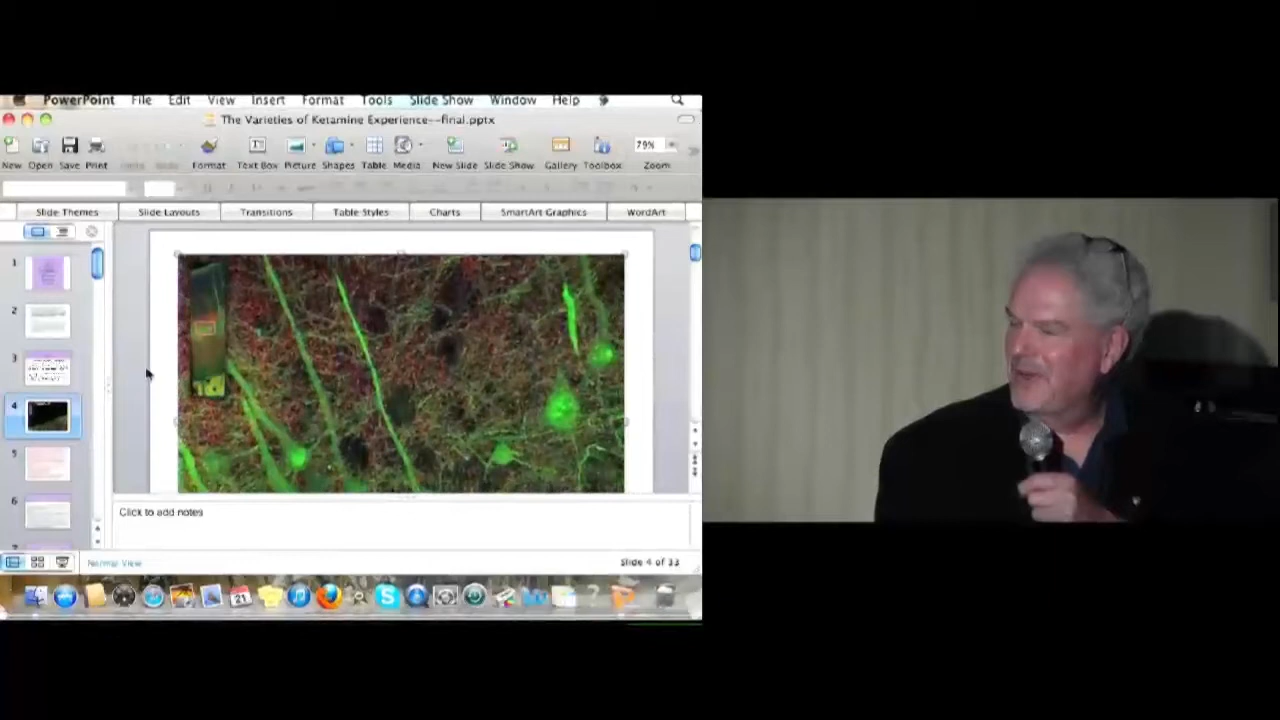 PowerPoint File Edit View Insert Format Tools Slide Show Window Help
The Varieties of Ketamine Experience--final.pptx
79%
New Open Save Print Format Text Box Picture Shapes Table Media New Slide Slide Show Gallery Toolbox Zoom
Slide Themes Slide Layouts Transitions Table Styles Charts SmartArt Graphics WordArt
1
2
3
4
5
6
Click to add notes
Normal View
Slide 4 of 33
21